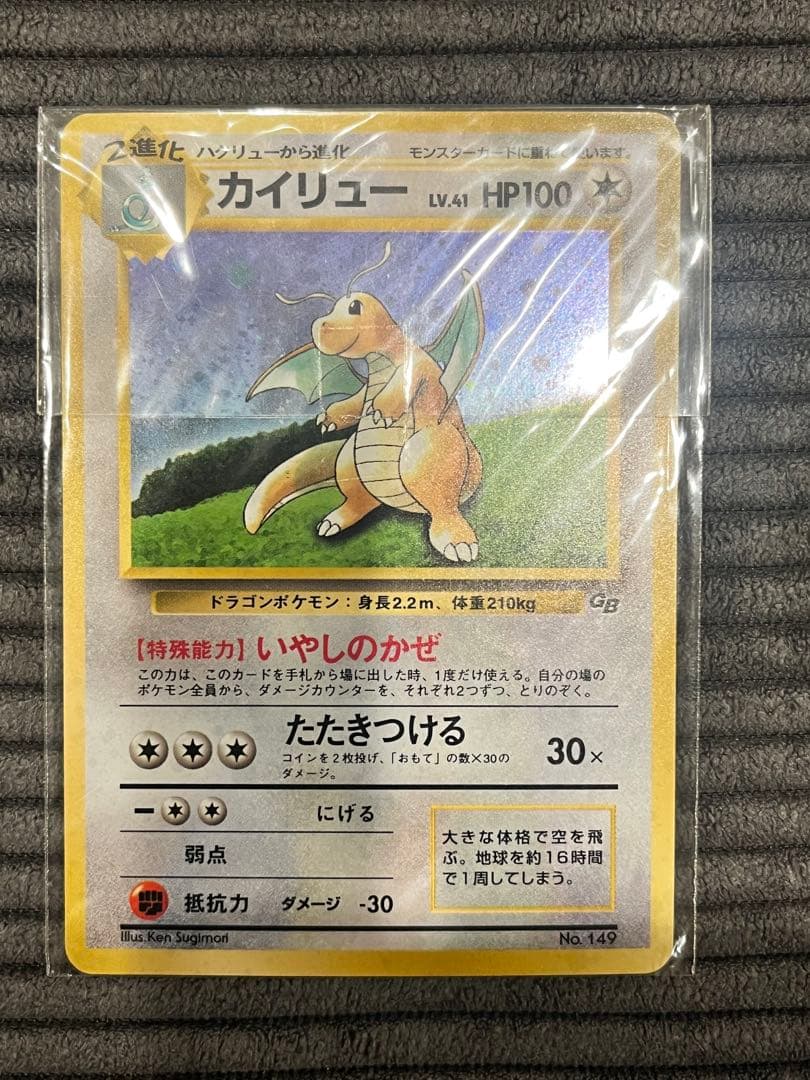 2進化 ハクリューから進化 モンスターカードに重ねて使います。
カイリュー LV.41 HP100
ドラゴンポケモン：身長2.2m、体重210kg GB
【特殊能力】いやしのかぜ
この力は、このカードを手札から場に出した時、1度だけ使える。自分の場の
ポケモン全員から、ダメージカウンターを、それぞれ2つずつ、とりのぞく。
たたきつける
コインを2枚投げ、「おもて」の数×30の
ダメージ。
30×
にげる
弱点
抵抗力 ダメージ -30
大きな体格で空を飛
ぶ。地球を約16時間
で1周してしまう。
Illus. Ken Sugimori No. 149